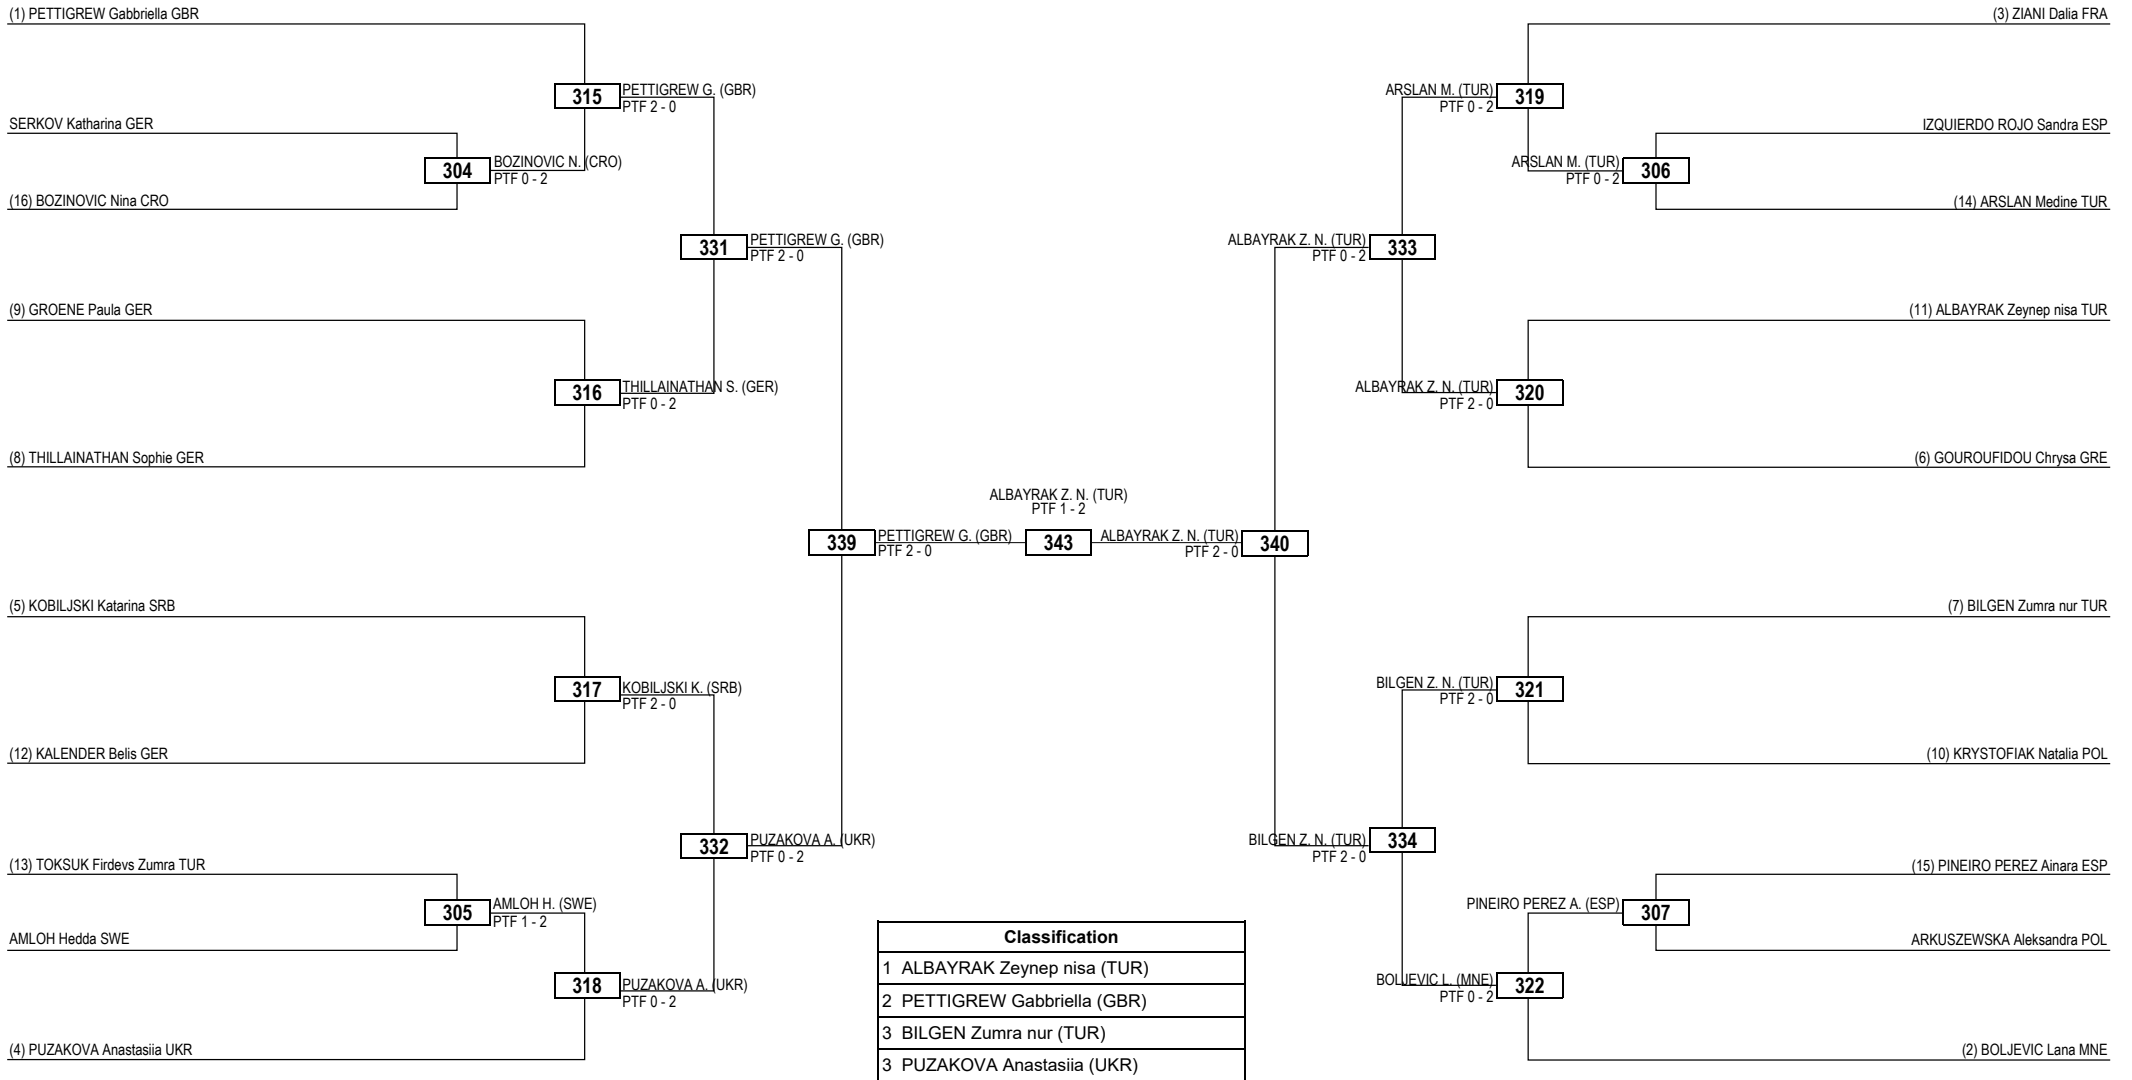 (1) PETTIGREW Gabbriella GBR
315
PETTIGREW G. (GBR)
PTF 2 - 0
SERKOV Katharina GER
304
BOZINOVIC N. (CRO)
PTF 0 - 2
(16) BOZINOVIC Nina CRO
331
PETTIGREW G. (GBR)
PTF 2 - 0
(9) GROENE Paula GER
316
THILLAINATHAN S. (GER)
PTF 0 - 2
(8) THILLAINATHAN Sophie GER
339
PETTIGREW G. (GBR)
PTF 2 - 0
(5) KOBILJSKI Katarina SRB
317
KOBILJSKI K. (SRB)
PTF 2 - 0
(12) KALENDER Belis GER
332
PUZAKOVA A. (UKR)
PTF 0 - 2
(13) TOKSUK Firdevs Zumra TUR
305
AMLOH H. (SWE)
PTF 1 - 2
AMLOH Hedda SWE
318
PUZAKOVA A. (UKR)
PTF 0 - 2
(4) PUZAKOVA Anastasiia UKR
ALBAYRAK Z. N. (TUR)
PTF 1 - 2
343
(3) ZIANI Dalia FRA
ARSLAN M. (TUR)
PTF 0 - 2
319
IZQUIERDO ROJO Sandra ESP
ARSLAN M. (TUR)
PTF 0 - 2
306
(14) ARSLAN Medine TUR
ALBAYRAK Z. N. (TUR)
PTF 0 - 2
333
(11) ALBAYRAK Zeynep nisa TUR
ALBAYRAK Z. N. (TUR)
PTF 2 - 0
320
(6) GOUROUFIDOU Chrysa GRE
ALBAYRAK Z. N. (TUR)
PTF 2 - 0
340
(7) BILGEN Zumra nur TUR
BILGEN Z. N. (TUR)
PTF 2 - 0
321
(10) KRYSTOFIAK Natalia POL
BILGEN Z. N. (TUR)
PTF 2 - 0
334
(15) PINEIRO PEREZ Ainara ESP
PINEIRO PEREZ A. (ESP)
307
ARKUSZEWSKA Aleksandra POL
BOLJEVIC L. (MNE)
PTF 0 - 2
322
(2) BOLJEVIC Lana MNE
Classification
1 ALBAYRAK Zeynep nisa (TUR)
2 PETTIGREW Gabbriella (GBR)
3 BILGEN Zumra nur (TUR)
3 PUZAKOVA Anastasiia (UKR)